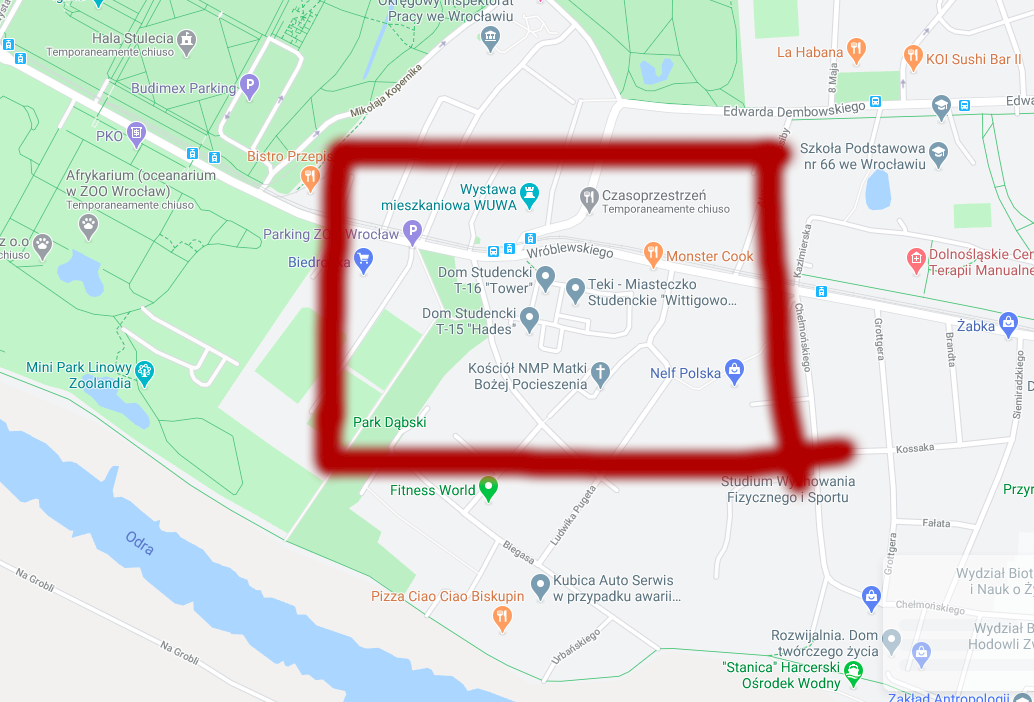 Okręgowy Inspektorat
Pracy we Wrocławiu
Hala Stulecia
Temporaneamente chiuso
La Habana
KOI Sushi Bar II
Budimex Parking
Mikołaja Kopernika
8 Maja
Edwarda Dembowskiego
PKO
Bistro Przepis
Szkoła Podstawowa
nr 66 we Wrocławiu
Afrykarium (oceanarium
w ZOO Wrocław)
Temporaneamente chiuso
Wystawa
mieszkaniowa WUWA
Czasoprzestrzeń
Temporaneamente chiuso
z o.o
chiuso
Parking ZOO Wrocław
Wróblewskiego
Monster Cook
Kazimierska
Dolnośląskie Cen
Terapii Manualne
Biedronka
Dom Studencki
T-16 "Tower"
Teki - Miasteczko
Studenckie "Wittigowo...
Dom Studencki
T-15 "Hades"
Chełmońskiego
Grottgera
Brandta
Żabka
Siemiradzkiego
Mini Park Linowy
Zoolandia
Kościół NMP Matki
Bożej Pocieszenia
Nelf Polska
Park Dąbski
Kossaka
Fitness World
Studium Wychowania
Fizycznego i Sportu
Przyr
Ludwika Pugeta
Fałata
Odra
Biegasa
Grottgera
Na Grobli
Kubica Auto Serwis
w przypadku awarii...
Wydział Biot
i Nauk o Ży
Pizza Ciao Ciao Biskupin
Chełmońskiego
Wydział B
Hodowli Zw
Na Grobli
Urbańskiego
Rozwijalnia. Dom
twórczego życia
"Stanica" Harcerski
Ośrodek Wodny
Zakład Antropologii